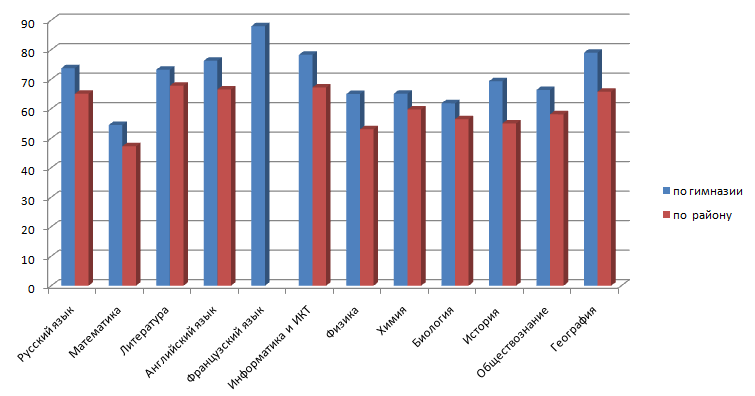 90
80
70
60
50
40
30
20
10
0
Русский язык
Математика
Литература
Английский язык
Французский язык
Информатика и ИКТ
Физика
Химия
Биология
История
Обществознание
География
по гимназии
по району